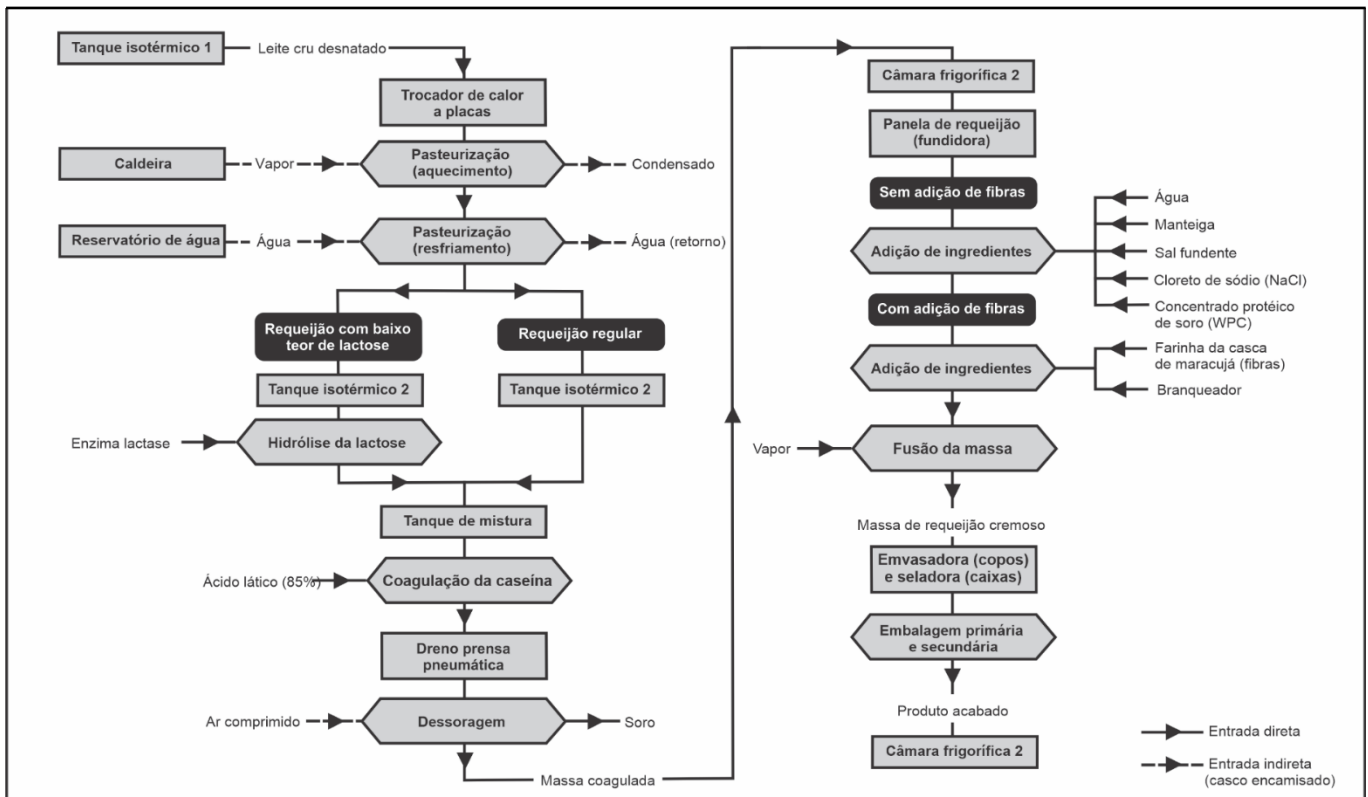 Tanque isotérmico 1
Leite cru desnatado
Trocador de calor
a placas
Caldeira
Vapor
Pasteurização
(aquecimento)
Condensado
Reservatório de água
Água
Pasteurização
(resfriamento)
Água (retorno)
Requeijão com baixo
teor de lactose
Requeijão regular
Tanque isotérmico 2
Tanque isotérmico 2
Enzima lactase
Hidrólise da lactose
Tanque de mistura
Ácido lático (85%)
Coagulação da caseína
Dreno prensa
pneumática
Ar comprimido
Dessoragem
Soro
Massa coagulada
Câmara frigorífica 2
Panela de requeijão
(fundidora)
Sem adição de fibras
Adição de ingredientes
Água
Manteiga
Sal fundente
Cloreto de sódio (NaCl)
Concentrado protéico
de soro (WPC)
Com adição de fibras
Adição de ingredientes
Farinha da casca
de maracujá (fibras)
Branqueador
Vapor
Fusão da massa
Massa de requeijão cremoso
Emvasadora (copos)
e seladora (caixas)
Embalagem primária
e secundária
Produto acabado
Câmara frigorífica 2
Entrada direta
Entrada indireta
(casco encamisado)